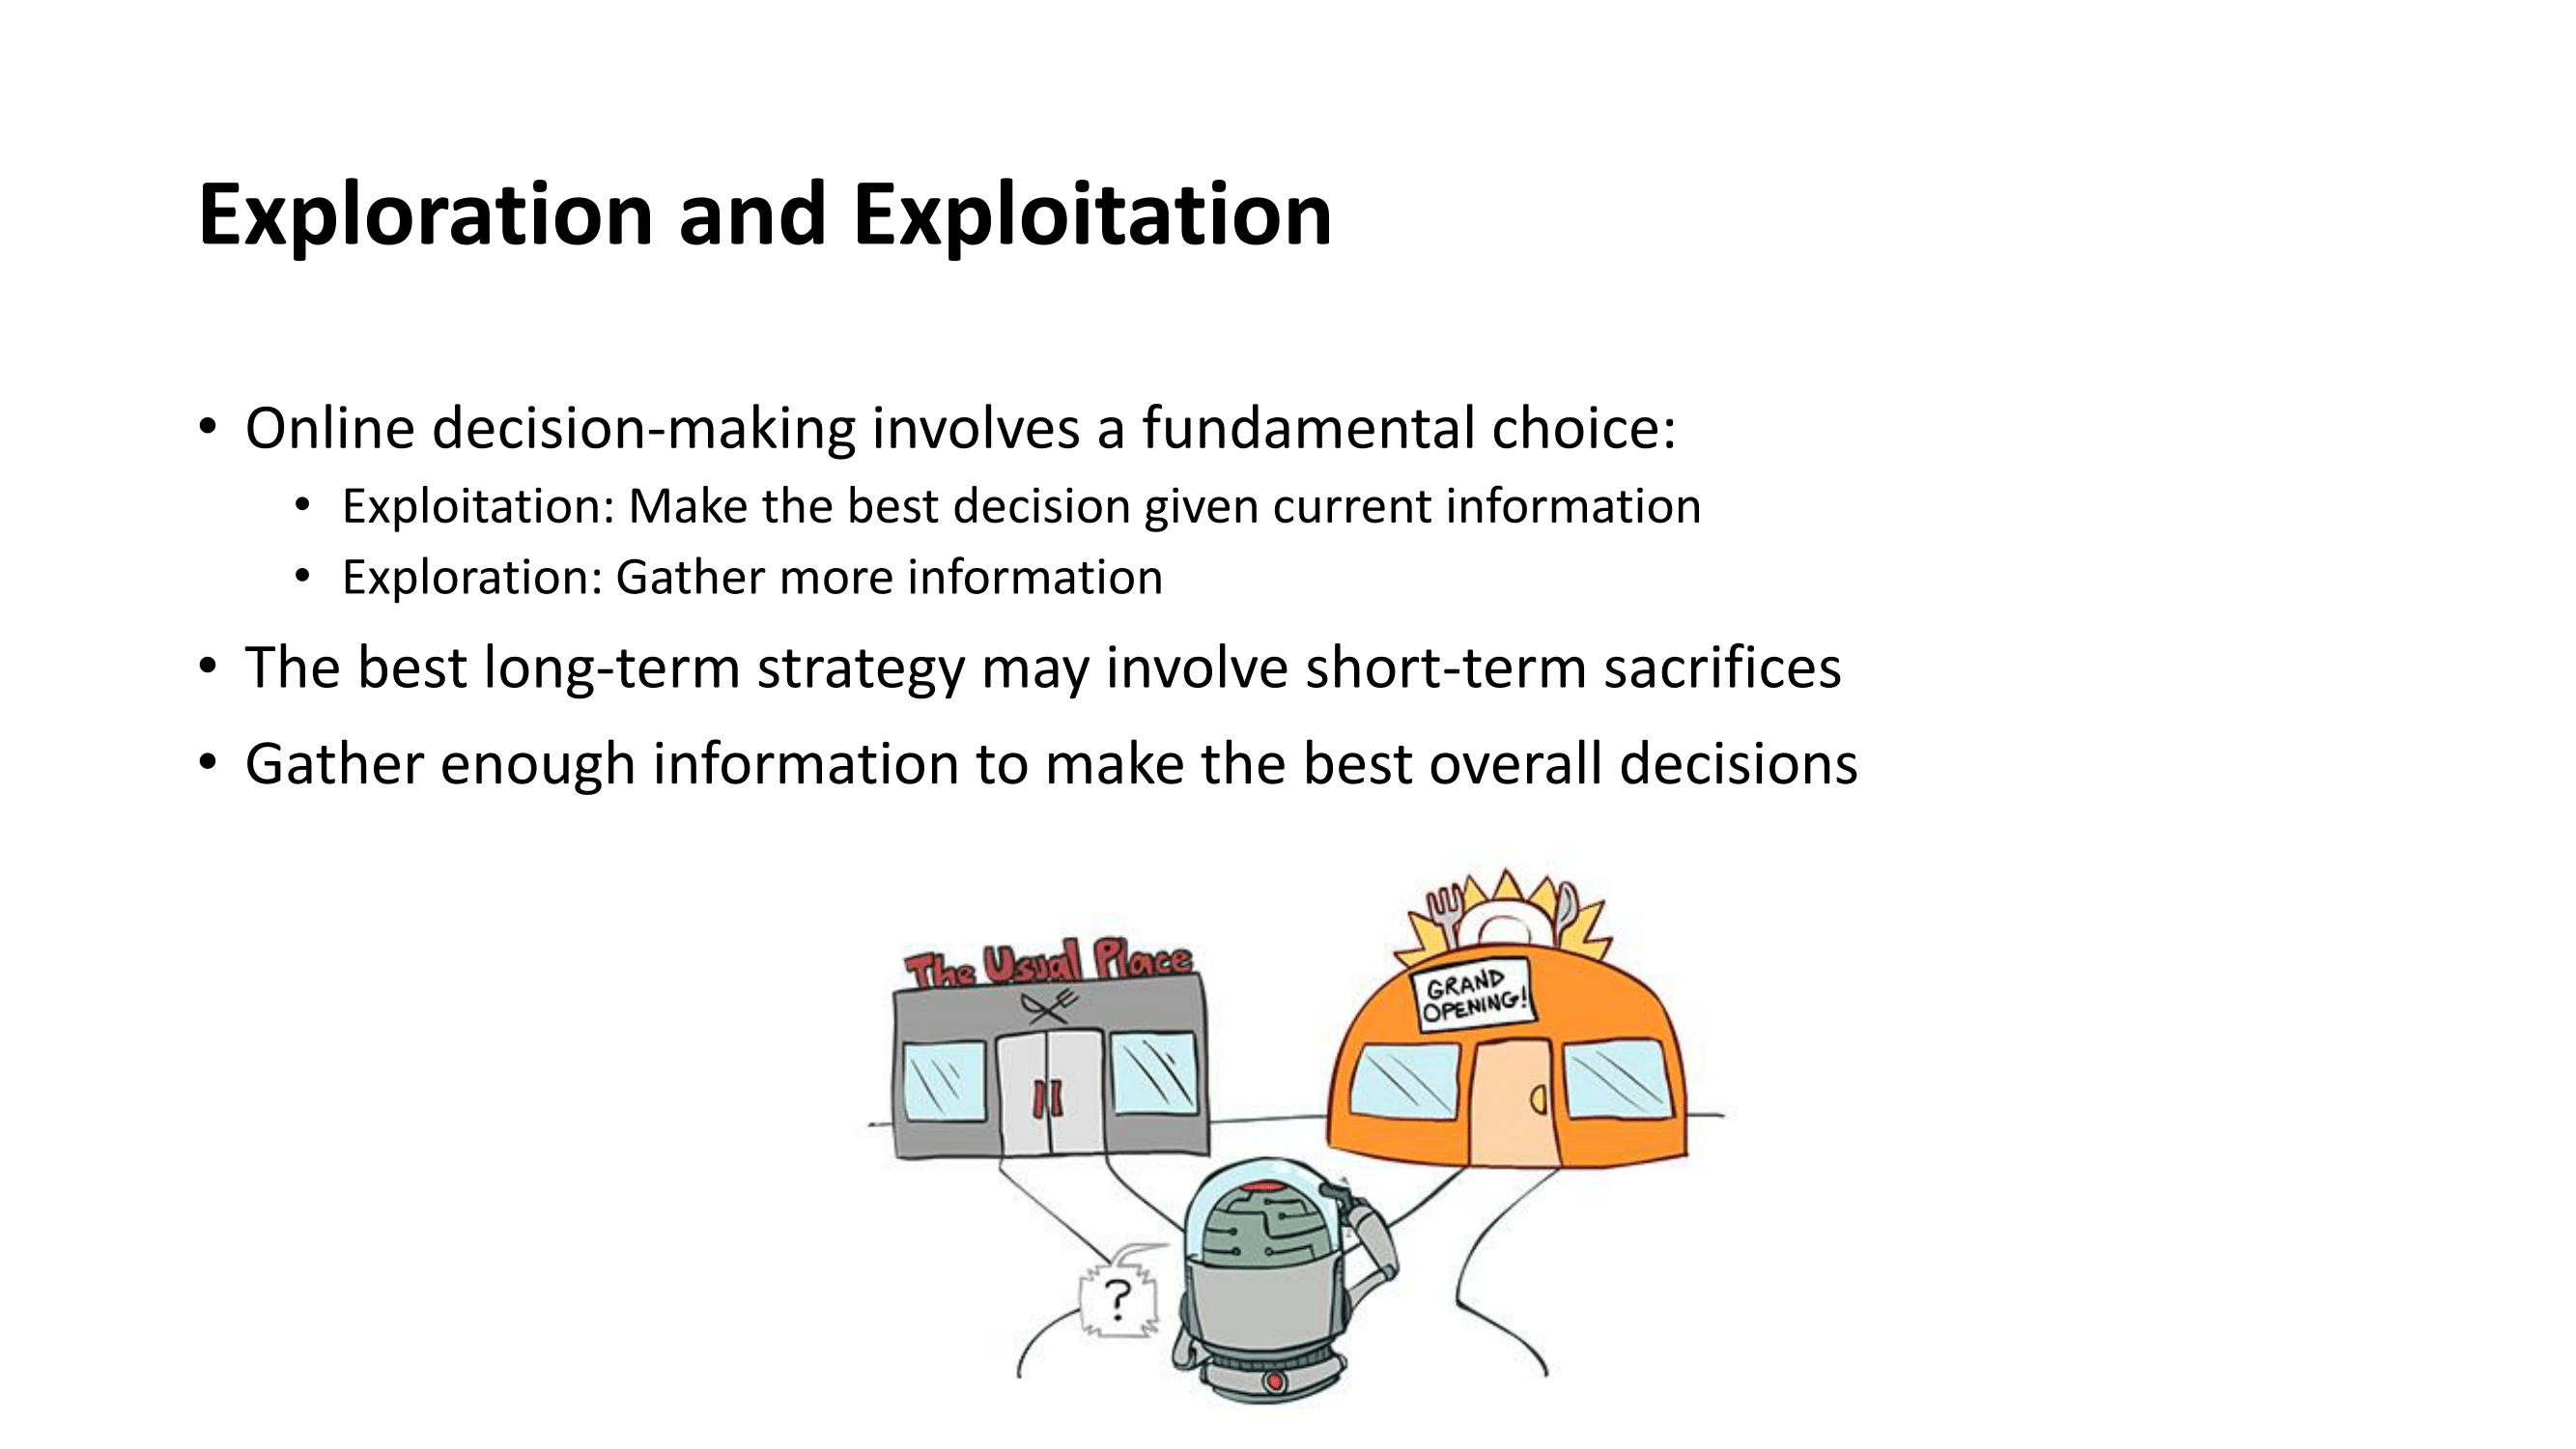 Exploration and Exploitation
• Online decision-making involves a fundamental choice:
• Exploitation: Make the best decision given current information
• Exploration: Gather more information
• The best long-term strategy may involve short-term sacrifices
• Gather enough information to make the best overall decisions
The Usual Place
GRAND
OPENING!
?